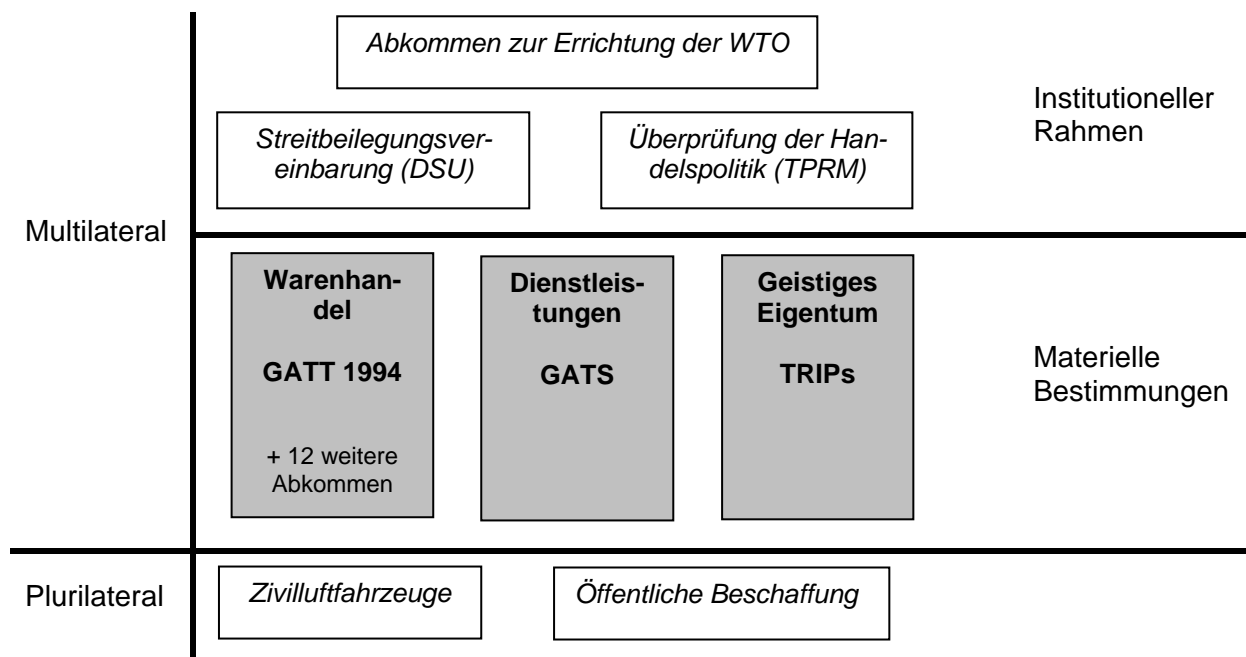 Abkommen zur Errichtung der WTO
Streitbeilegungsver-
einbarung (DSU)
Überprüfung der Han-
delspolitik (TPRM)
Institutioneller
Rahmen
Multilateral
Warenhan-
del
GATT 1994
+ 12 weitere
Abkommen
Dienstleis-
tungen
GATS
Geistiges
Eigentum
TRIPs
Materielle
Bestimmungen
Plurilateral
Zivilluftfahrzeuge
Öffentliche Beschaffung